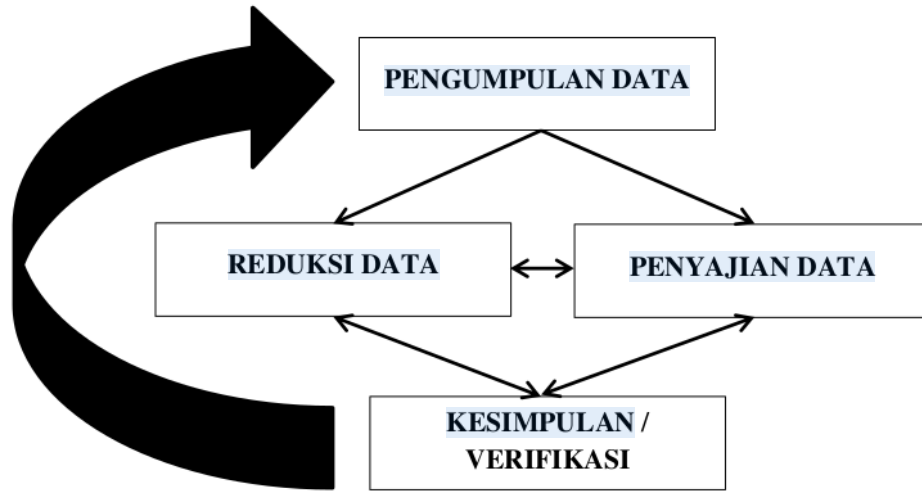 PENGUMPULAN DATA
REDUKSI DATA
PENYAJIAN DATA
KESIMPULAN /
VERIFIKASI